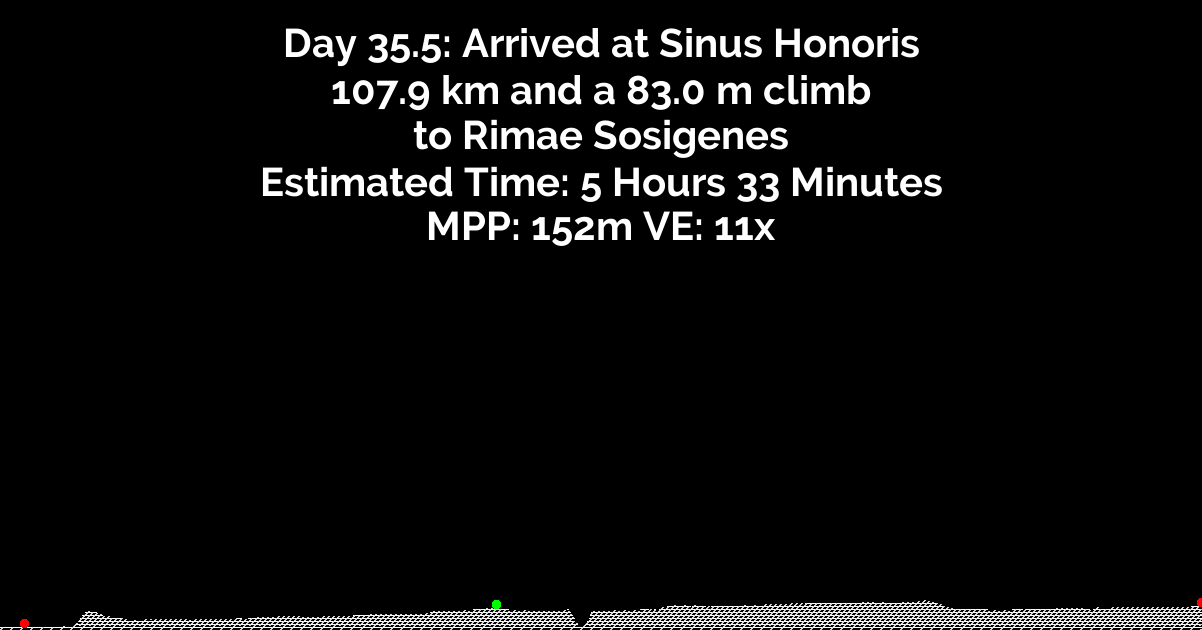 Day 35.5: Arrived at Sinus Honoris
107.9 km and a 83.0 m climb
to Rimae Sosigenes
Estimated Time: 5 Hours 33 Minutes
MPP: 152m VE: 11x